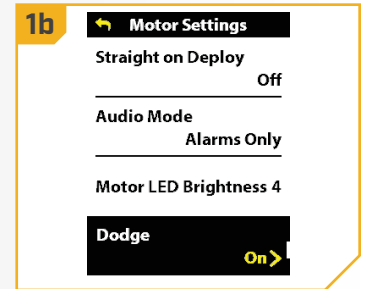 1b
Motor Settings
Straight on Deploy
Off
Audio Mode
Alarms Only
Motor LED Brightness 4
Dodge
On